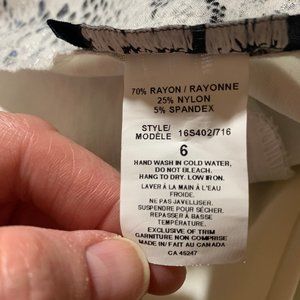 70% RAYON / RAYONNE
25% NYLON
5% SPANDEX
STYLE/
MODÈLE 16S402/716
6
HAND WASH IN COLD WATER,
DO NOT BLEACH.
HANG TO DRY. LOW IRON.
LAVER À LA MAIN À L'EAU
FROIDE.
NE PAS JAVELLISER.
SUSPENDRE POUR SÉCHER.
REPASSER À BASSE
TEMPÉRATURE.
EXCLUSIVE OF TRIM
GARNITURE NON COMPRISE
MADE IN/FAIT AU CANADA
CA 45247